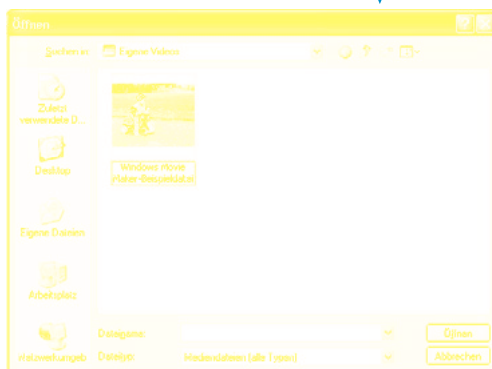 Öffnen
Suchen in: Eigene Videos
Zuletzt
verwendete D...
Desktop
Windows Movie
Maker-Beispieldatei
Eigene Dateien
Arbeitsplatz
Netzwerkumgeb
Dateiname:
Öffnen
Dateityp:
Mediendateien (alle Typen)
Abbrechen